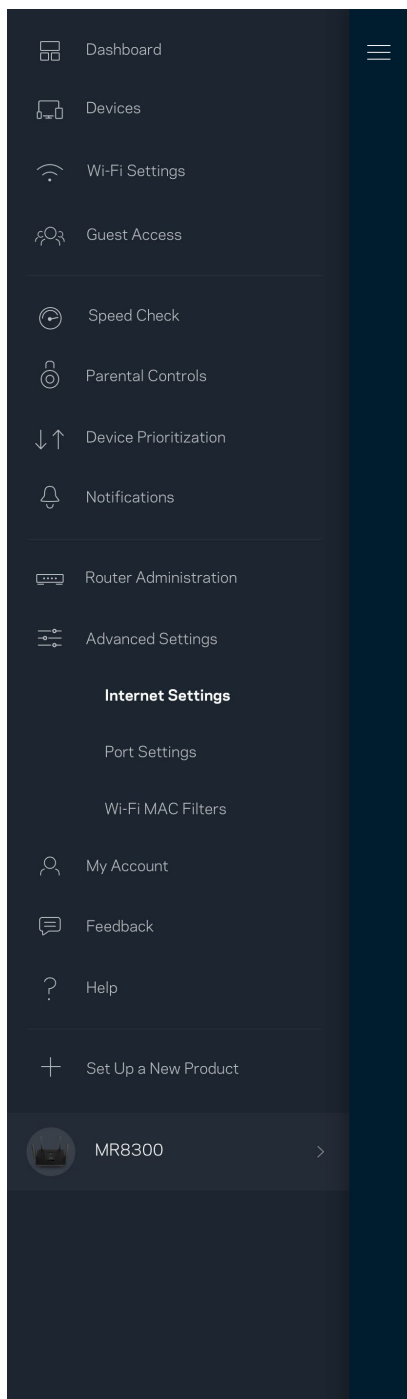 Dashboard
Devices
Wi-Fi Settings
Guest Access
Speed Check
Parental Controls
Device Prioritization
Notifications
Router Administration
Advanced Settings
Internet Settings
Port Settings
Wi-Fi MAC Filters
My Account
Feedback
Help
Set Up a New Product
MR8300